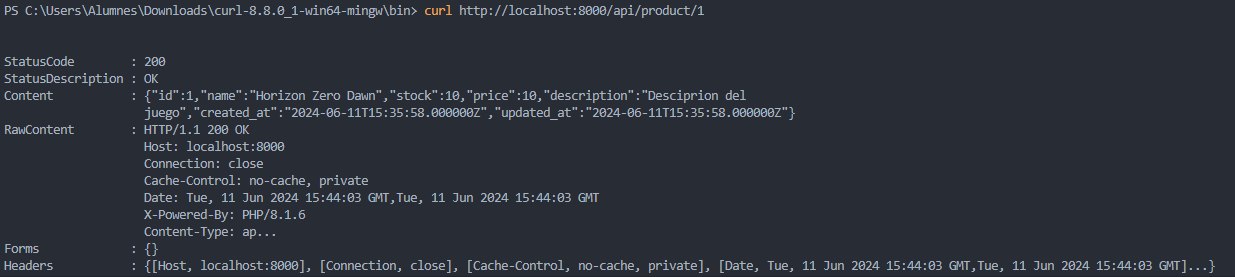 PS C:\Users\Alumnes\Downloads\curl-8.8.0_1-win64-mingw\bin> curl http://localhost:8000/api/product/1
StatusCode        : 200
StatusDescription : OK
Content           : {"id":1,"name":"Horizon Zero Dawn","stock":10,"price":10,"description":"Desciprion del
                    juego","created_at":"2024-06-11T15:35:58.000000Z","updated_at":"2024-06-11T15:35:58.000000Z"}
RawContent        : HTTP/1.1 200 OK
                    Host: localhost:8000
                    Connection: close
                    Cache-Control: no-cache, private
                    Date: Tue, 11 Jun 2024 15:44:03 GMT,Tue, 11 Jun 2024 15:44:03 GMT
                    X-Powered-By: PHP/8.1.6
                    Content-Type: ap...
Forms             : {}
Headers           : {[Host, localhost:8000], [Connection, close], [Cache-Control, no-cache, private], [Date, Tue, 11 Jun 2024 15:44:03 GMT,Tue, 11 Jun 2024 15:44:03 GMT]...}